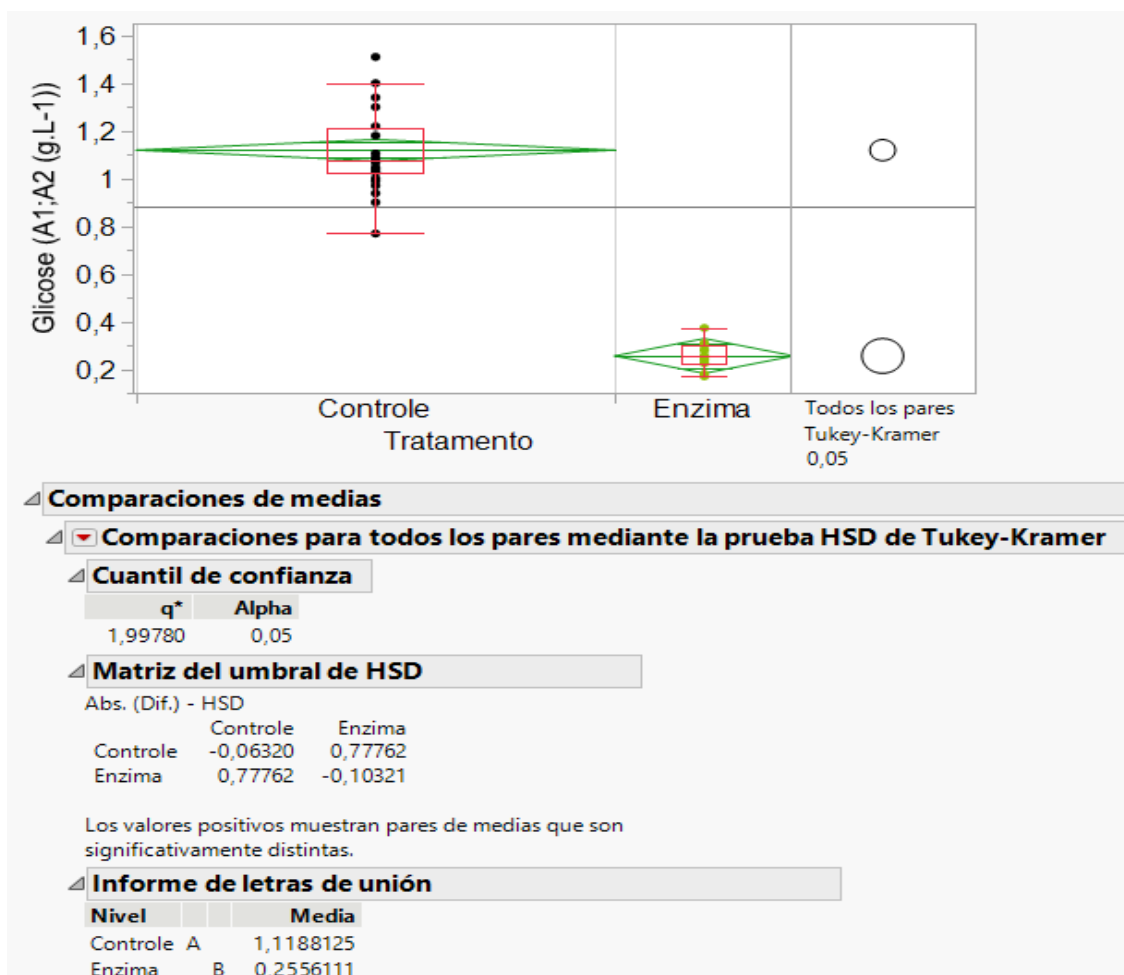 1,6
1,4
1,2
1
0,8
0,6
0,4
0,2
Glicose (A1;A2 (g.L-1))
Controle
Enzima
Tratamento
Todos los pares
Tukey-Kramer
0,05
Comparaciones de medias
Comparaciones para todos los pares mediante la prueba HSD de Tukey-Kramer
Cuantil de confianza
q* Alpha
1,99780 0,05
Matriz del umbral de HSD
Abs. (Dif.) - HSD
Controle Enzima
Controle -0,06320 0,77762
Enzima 0,77762 -0,10321
Los valores positivos muestran pares de medias que son
significativamente distintas.
Informe de letras de unión
Nivel Media
Controle A 1,1188125
Enzima B 0,2556111